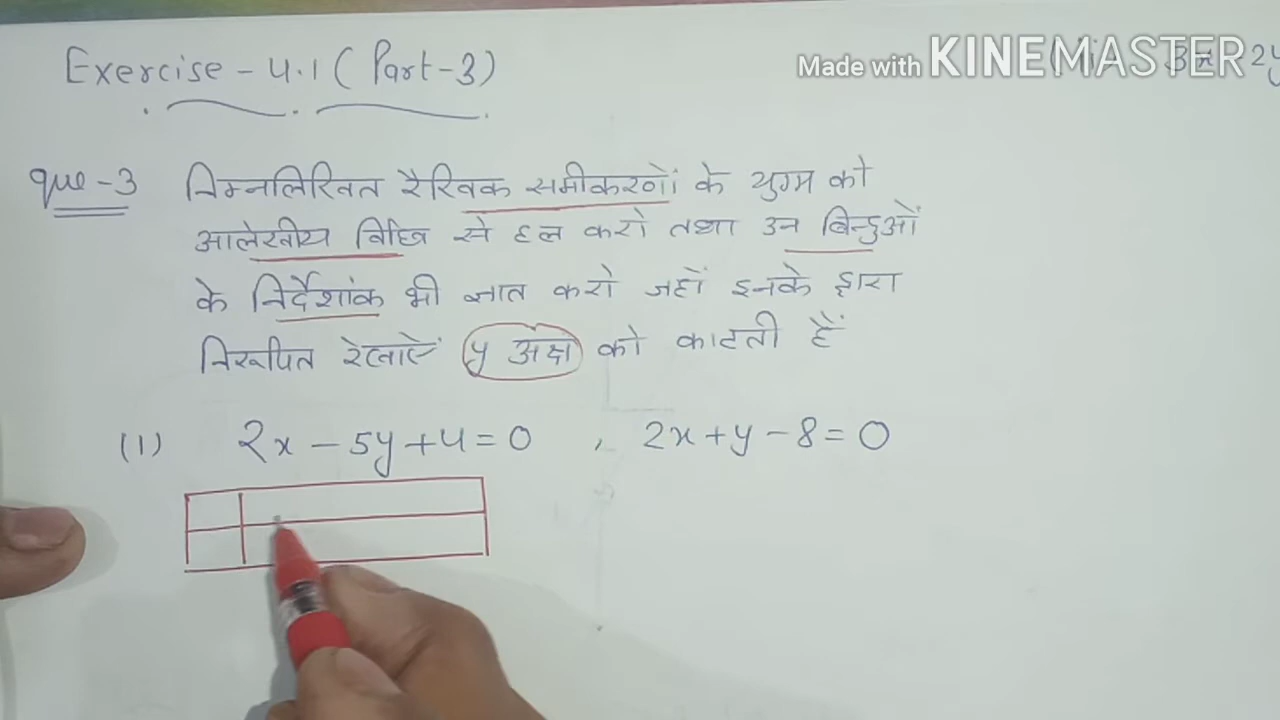 Exercise - 4.1 ( Part-3)
Made with KINEMASTER
que -3 निम्नलिखित रैखिक समीकरणों के युग्म को
आलेखीय विधि से हल करो तथा उन बिन्दुओं
के निर्देशांक भी ज्ञात करो जहाँ इनके द्वारा
निरूपित रेखाऐं y अक्ष को काटती हैं
(1) 2x - 5y + 4 = 0 , 2x + y - 8 = 0